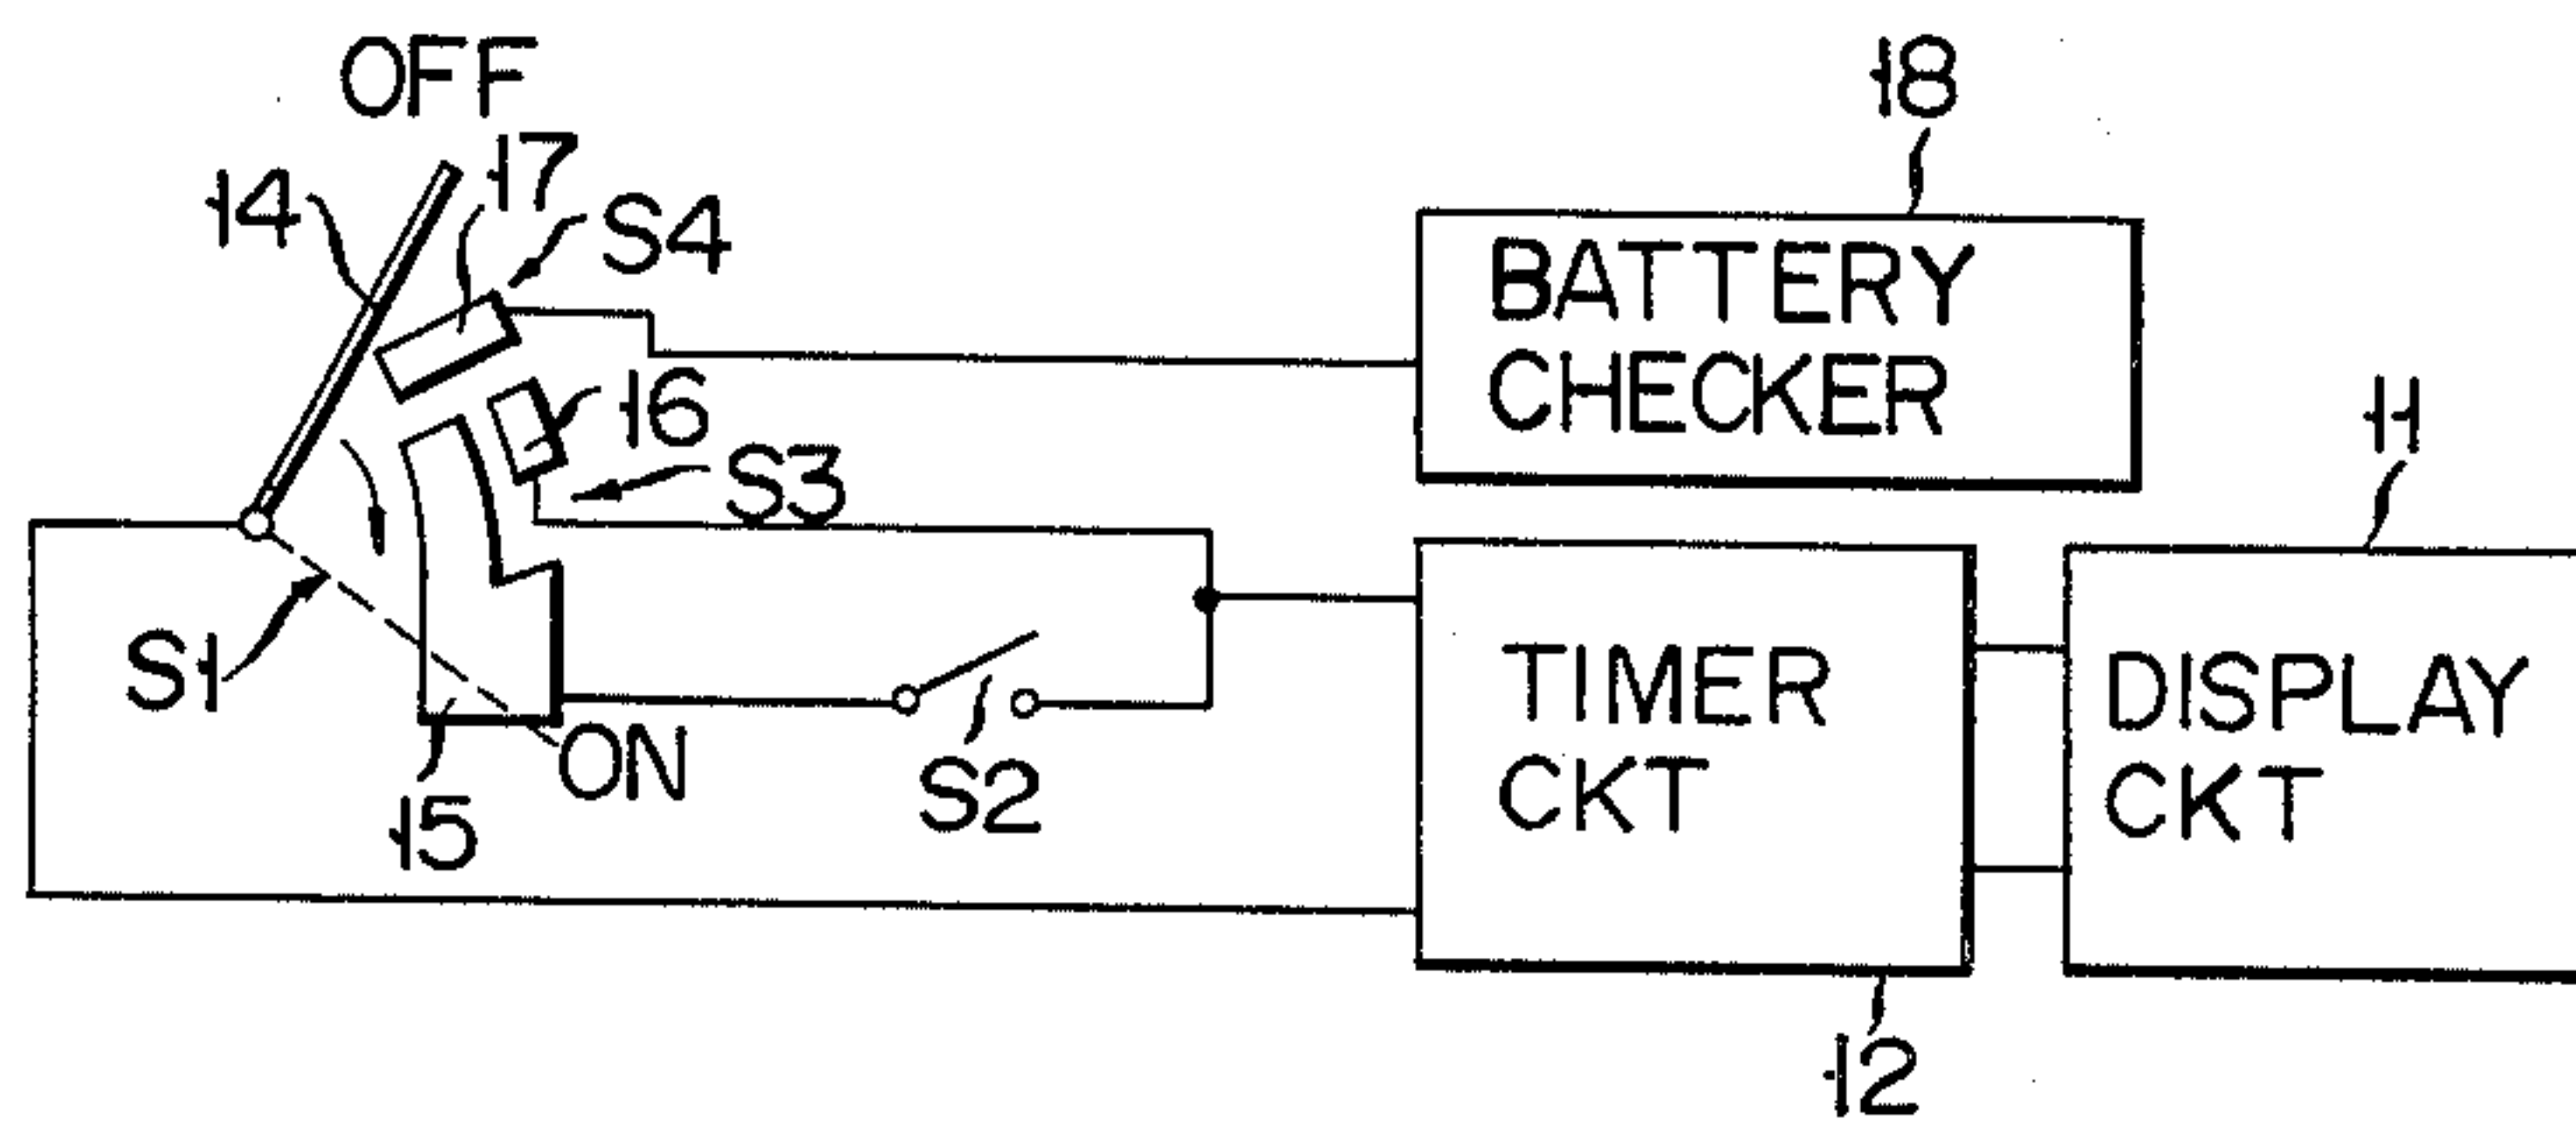 OFF
18
17
14
S4
BATTERY
CHECKER
16
11
S3
S1
TIMER
CKT
DISPLAY
CKT
ON
S2
15
12